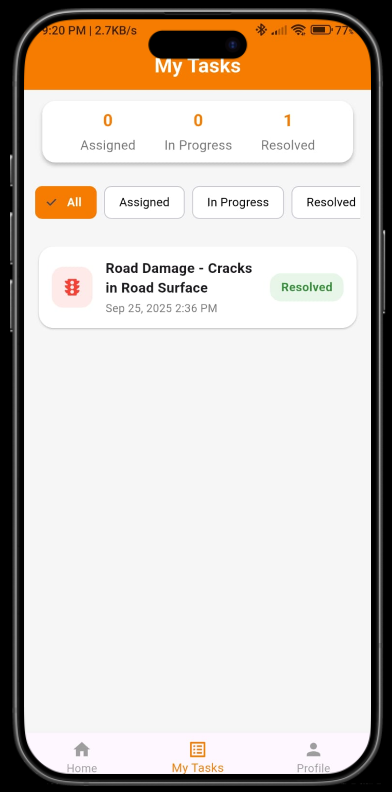 9:20 PM | 2.7KB/s
77
My Tasks
0 0 1
Assigned In Progress Resolved
All Assigned In Progress Resolved
Road Damage - Cracks
in Road Surface
Resolved
Sep 25, 2025 2:36 PM
Home My Tasks Profile